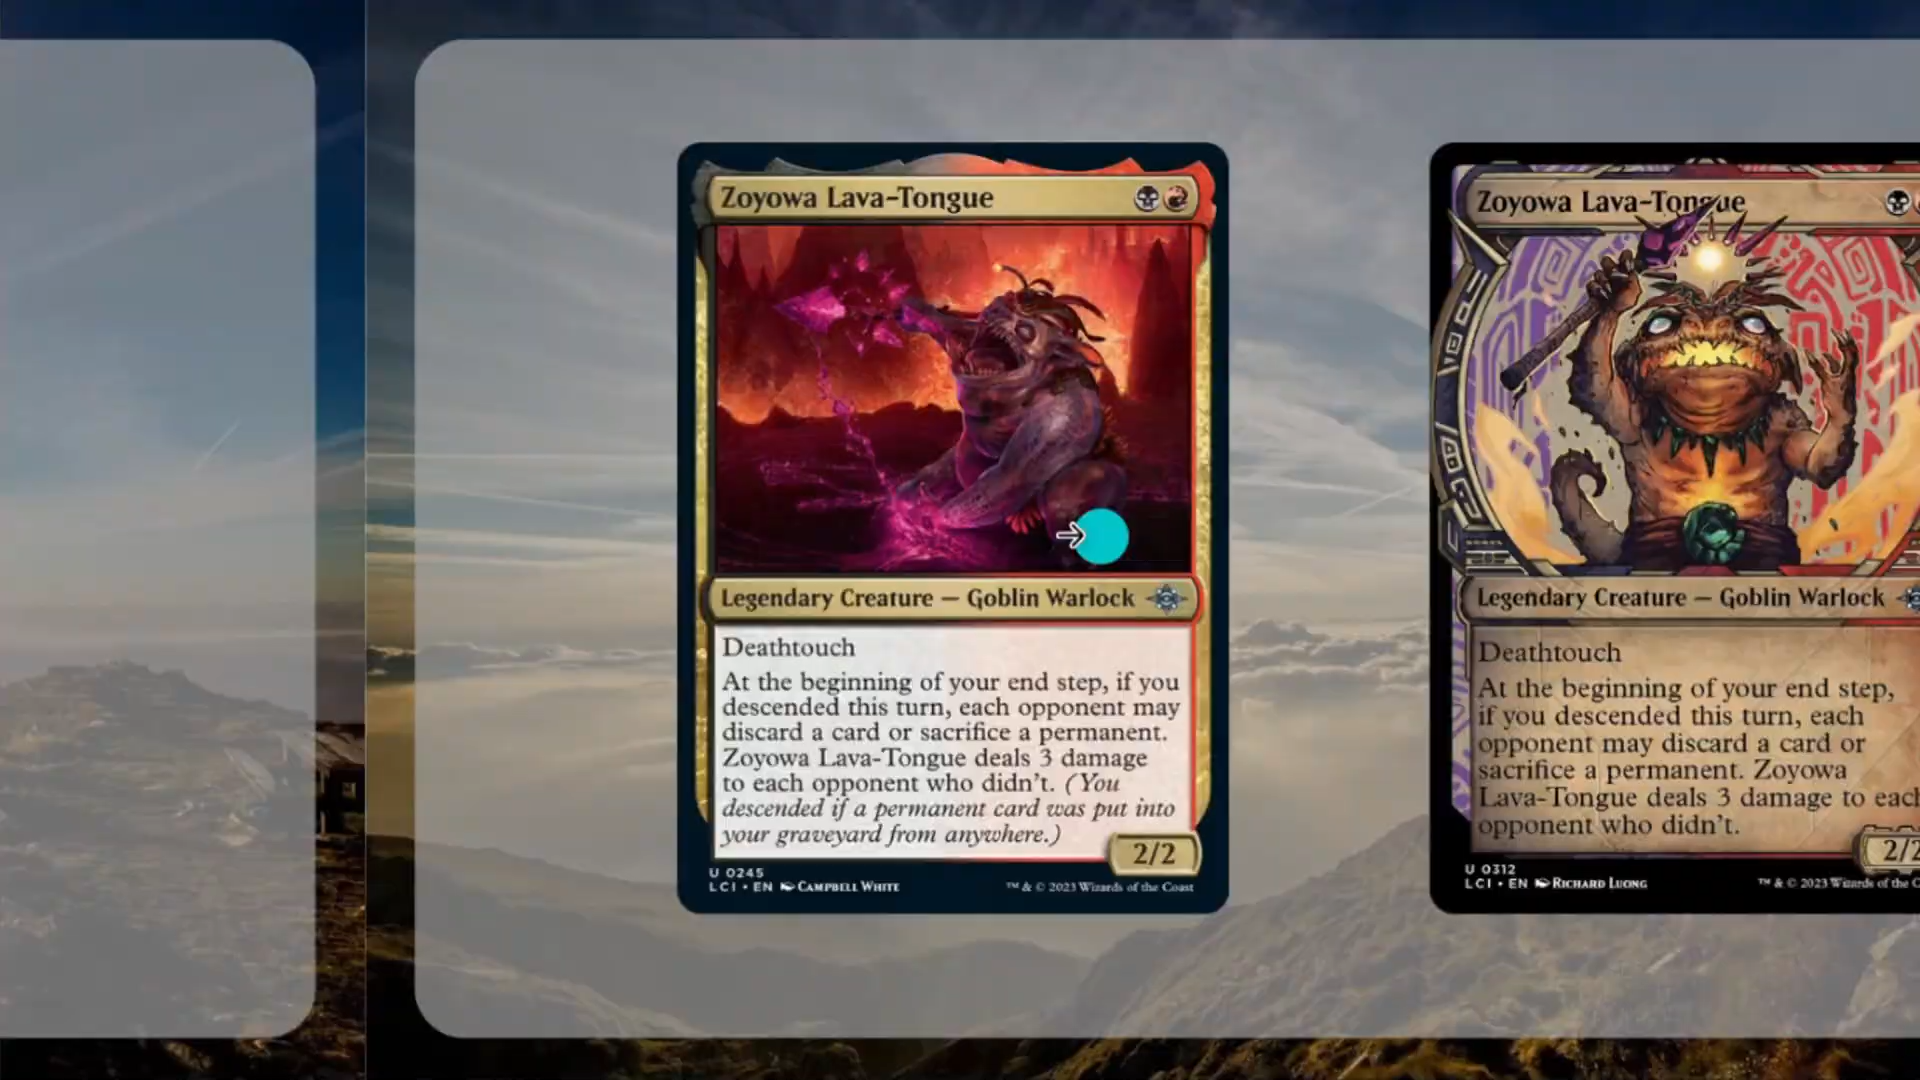 Zoyowa Lava-Tongue
Legendary Creature — Goblin Warlock
Deathtouch
At the beginning of your end step, if you
descended this turn, each opponent may
discard a card or sacrifice a permanent.
Zoyowa Lava-Tongue deals 3 damage
to each opponent who didn't. (You
descended if a permanent card was put into
your graveyard from anywhere.)
2/2
U 0245
LCI • EN CAMPBELL WHITE
™ & © 2023 Wizards of the Coast
Zoyowa Lava-Tongue
Legendary Creature — Goblin Warlock
Deathtouch
At the beginning of your end step,
if you descended this turn, each
opponent may discard a card or
sacrifice a permanent. Zoyowa
Lava-Tongue deals 3 damage to each
opponent who didn't.
2/2
U 0312
LCI • EN RICHARD LUONG
™ & © 2023 Wizards of the